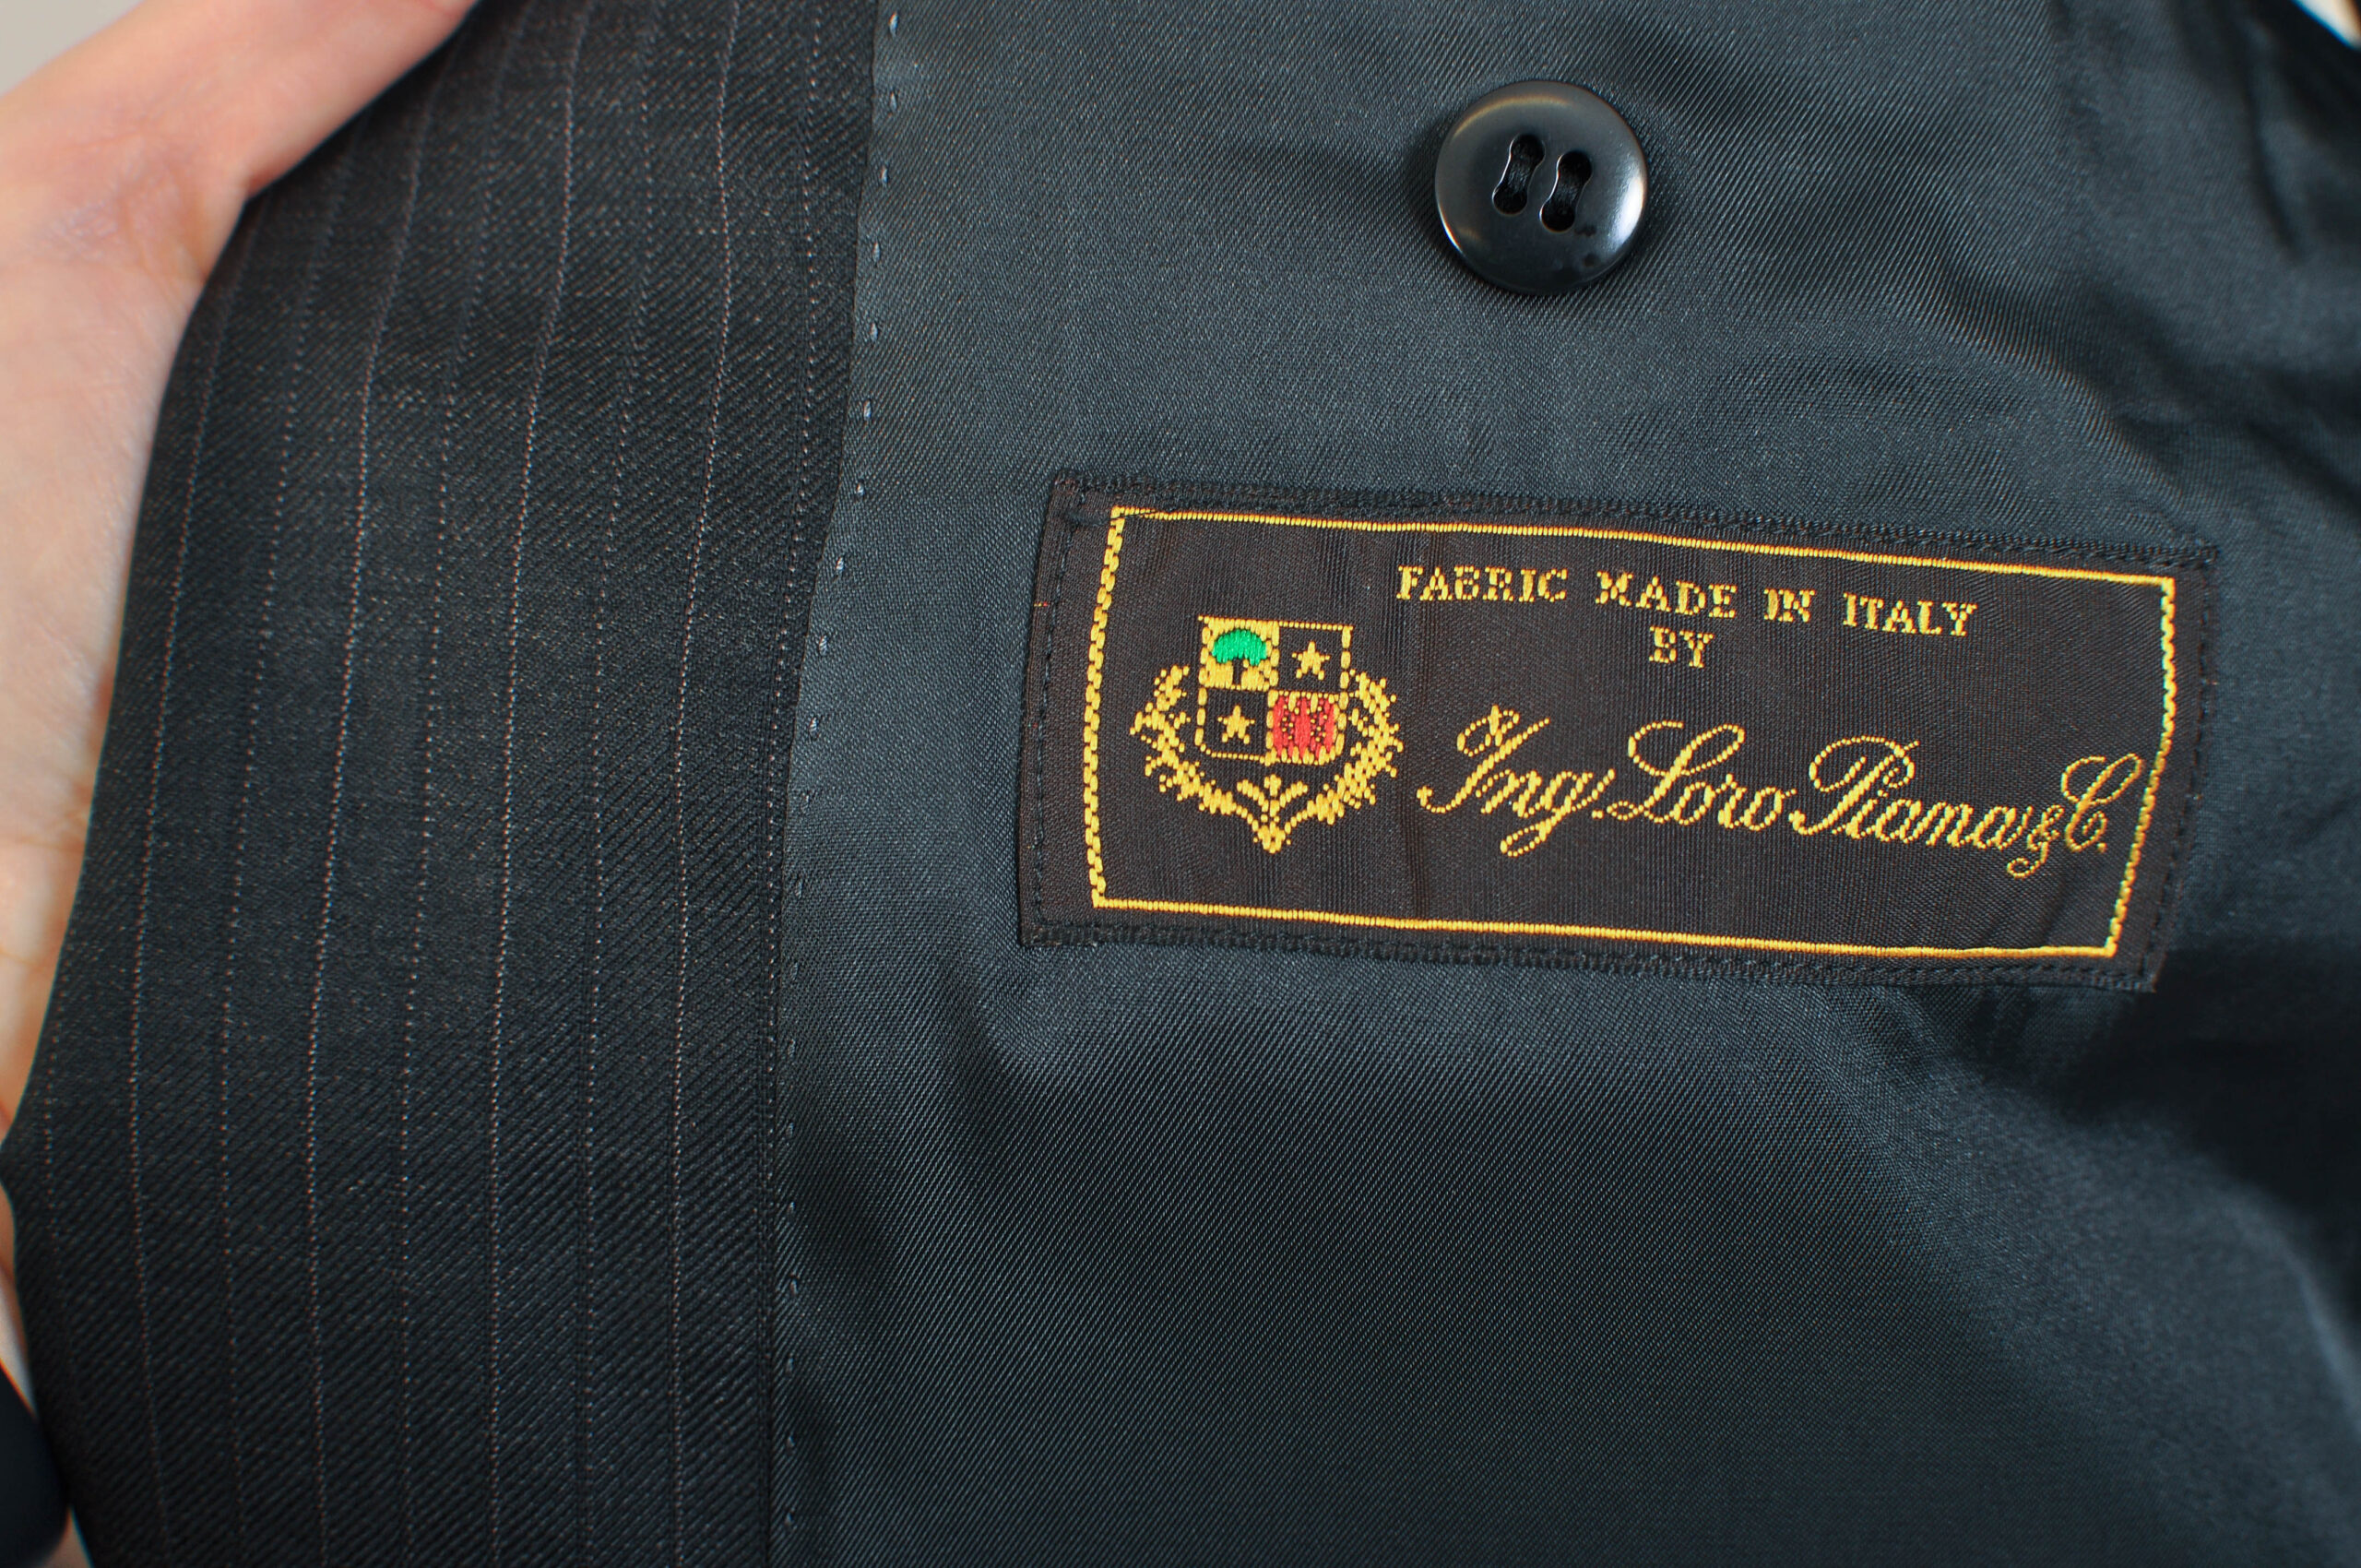 FABRIC MADE IN ITALY
BY
Ing. Loro Piana & C.